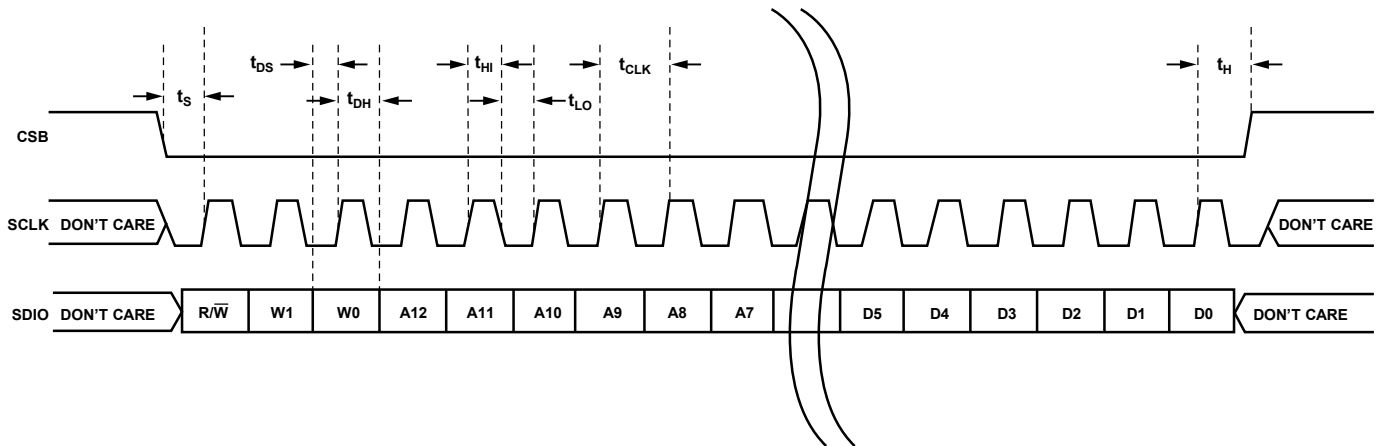 tDS
tHI
tCLK
tH
tS
tDH
tLO
CSB
SCLK DON'T CARE
DON'T CARE
SDIO DON'T CARE R/W̅ W1 W0 A12 A11 A10 A9 A8 A7 D5 D4 D3 D2 D1 D0 DON'T CARE